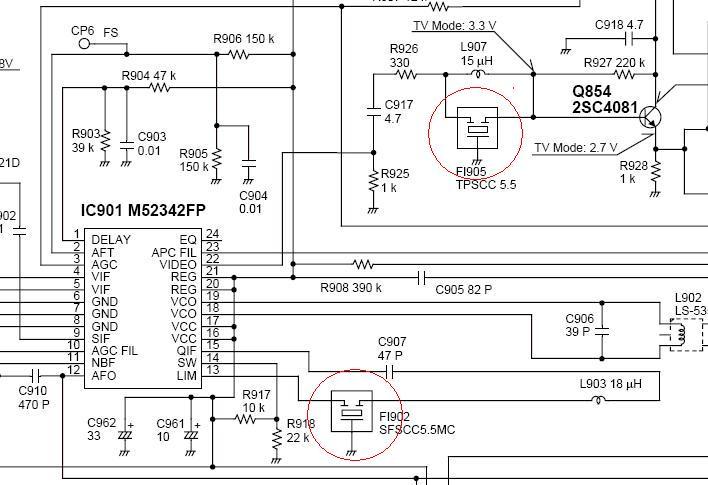 CP6 FS
R906 150 k
R904 47 k
R903
39 k
C903
0.01
R905
150 k
C904
0.01
TV Mode: 3.3 V
C918 4.7
R926
330
L907
15 µH
R927 220 k
Q854
2SC4081
C917
4.7
FI905
TPSCC 5.5
TV Mode: 2.7 V
R928
1 k
R925
1 k
IC901 M52342FP
1 DELAY EQ 24
2 AFT APC FIL 23
3 AGC VIDEO 22
4 VIF REG 21
5 VIF REG 20
6 GND VCO 19
7 GND VCO 18
8 GND VCC 17
9 SIF VCC 16
10 AGC FIL QIF 15
11 NBF SW 14
12 AFO LIM 13
R908 390 k
C905 82 P
L902
C906
39 P
C907
47 P
L903 18 µH
C910
470 P
C962
33
C961
10
R917
10 k
R918
22 k
FI902
SFSCC5.5MC